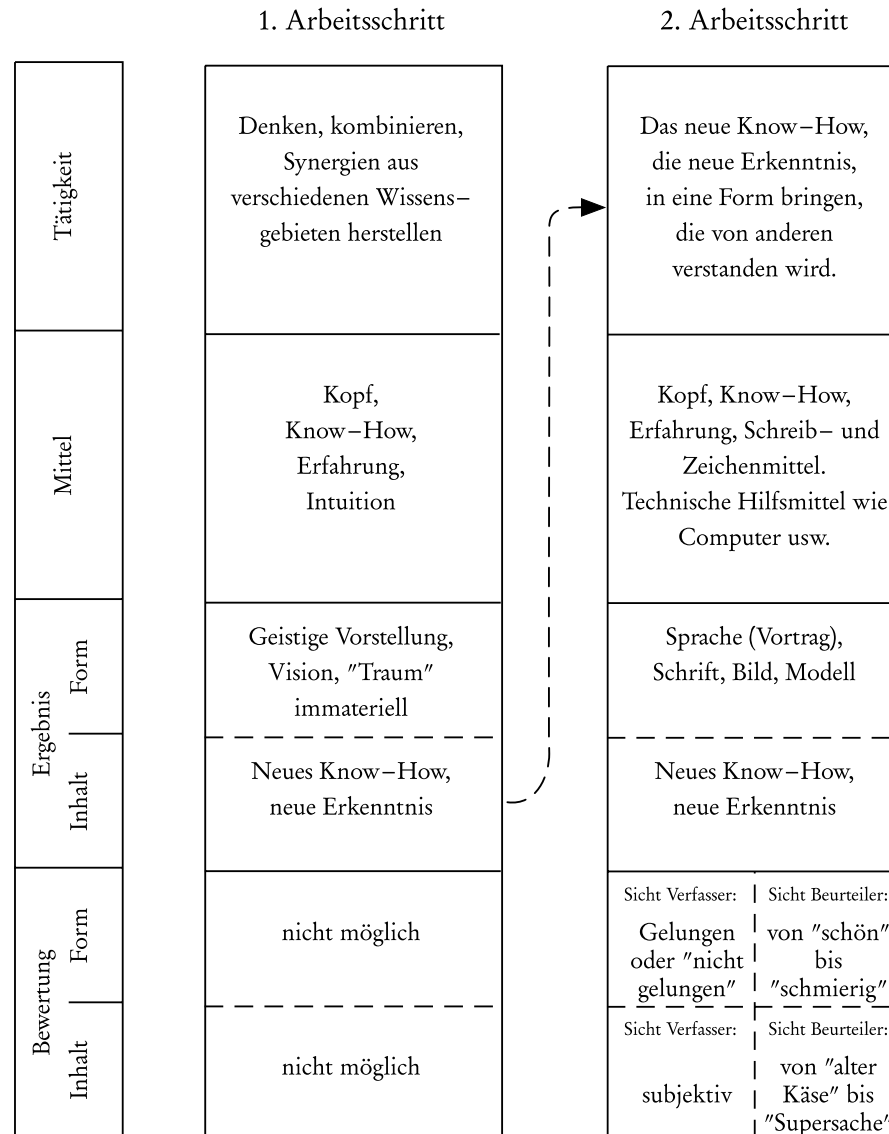 1. Arbeitsschritt
2. Arbeitsschritt
Tätigkeit
Denken, kombinieren,
Synergien aus
verschiedenen Wissens–
gebieten herstellen
Das neue Know–How,
die neue Erkenntnis,
in eine Form bringen,
die von anderen
verstanden wird.
Mittel
Kopf,
Know–How,
Erfahrung,
Intuition
Kopf, Know–How,
Erfahrung, Schreib– und
Zeichenmittel.
Technische Hilfsmittel wie
Computer usw.
Ergebnis
Form
Geistige Vorstellung,
Vision, "Traum"
immateriell
Sprache (Vortrag),
Schrift, Bild, Modell
Inhalt
Neues Know–How,
neue Erkenntnis
Neues Know–How,
neue Erkenntnis
Bewertung
Form
nicht möglich
Sicht Verfasser:
Gelungen
oder "nicht
gelungen"
Sicht Beurteiler:
von "schön"
bis
"schmierig"
Inhalt
nicht möglich
Sicht Verfasser:
subjektiv
Sicht Beurteiler:
von "alter
Käse" bis
"Supersache"